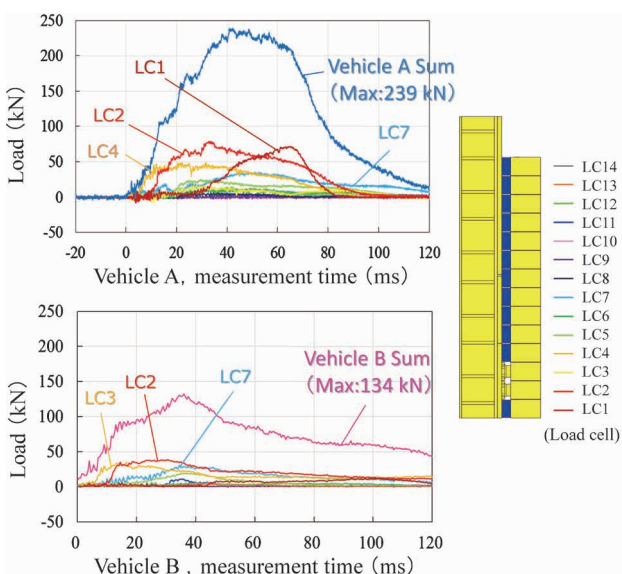 250
200
150
100
50
0
-50
Load (kN)
LC1
LC2
LC4
Vehicle A Sum
(Max:239 kN)
LC7
-20 0 20 40 60 80 100 120
Vehicle A, measurement time (ms)
250
200
150
100
50
0
-50
Load (kN)
LC3
LC2
LC7
Vehicle B Sum
(Max:134 kN)
0 20 40 60 80 100 120
Vehicle B , measurement time (ms)
LC14
LC13
LC12
LC11
LC10
LC9
LC8
LC7
LC6
LC5
LC4
LC3
LC2
LC1
(Load cell)